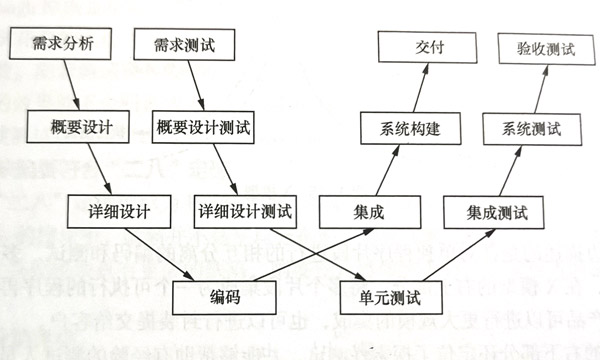 需求分析
需求测试
交付
验收测试
概要设计
概要设计测试
系统构建
系统测试
详细设计
详细设计测试
集成
集成测试
编码
单元测试